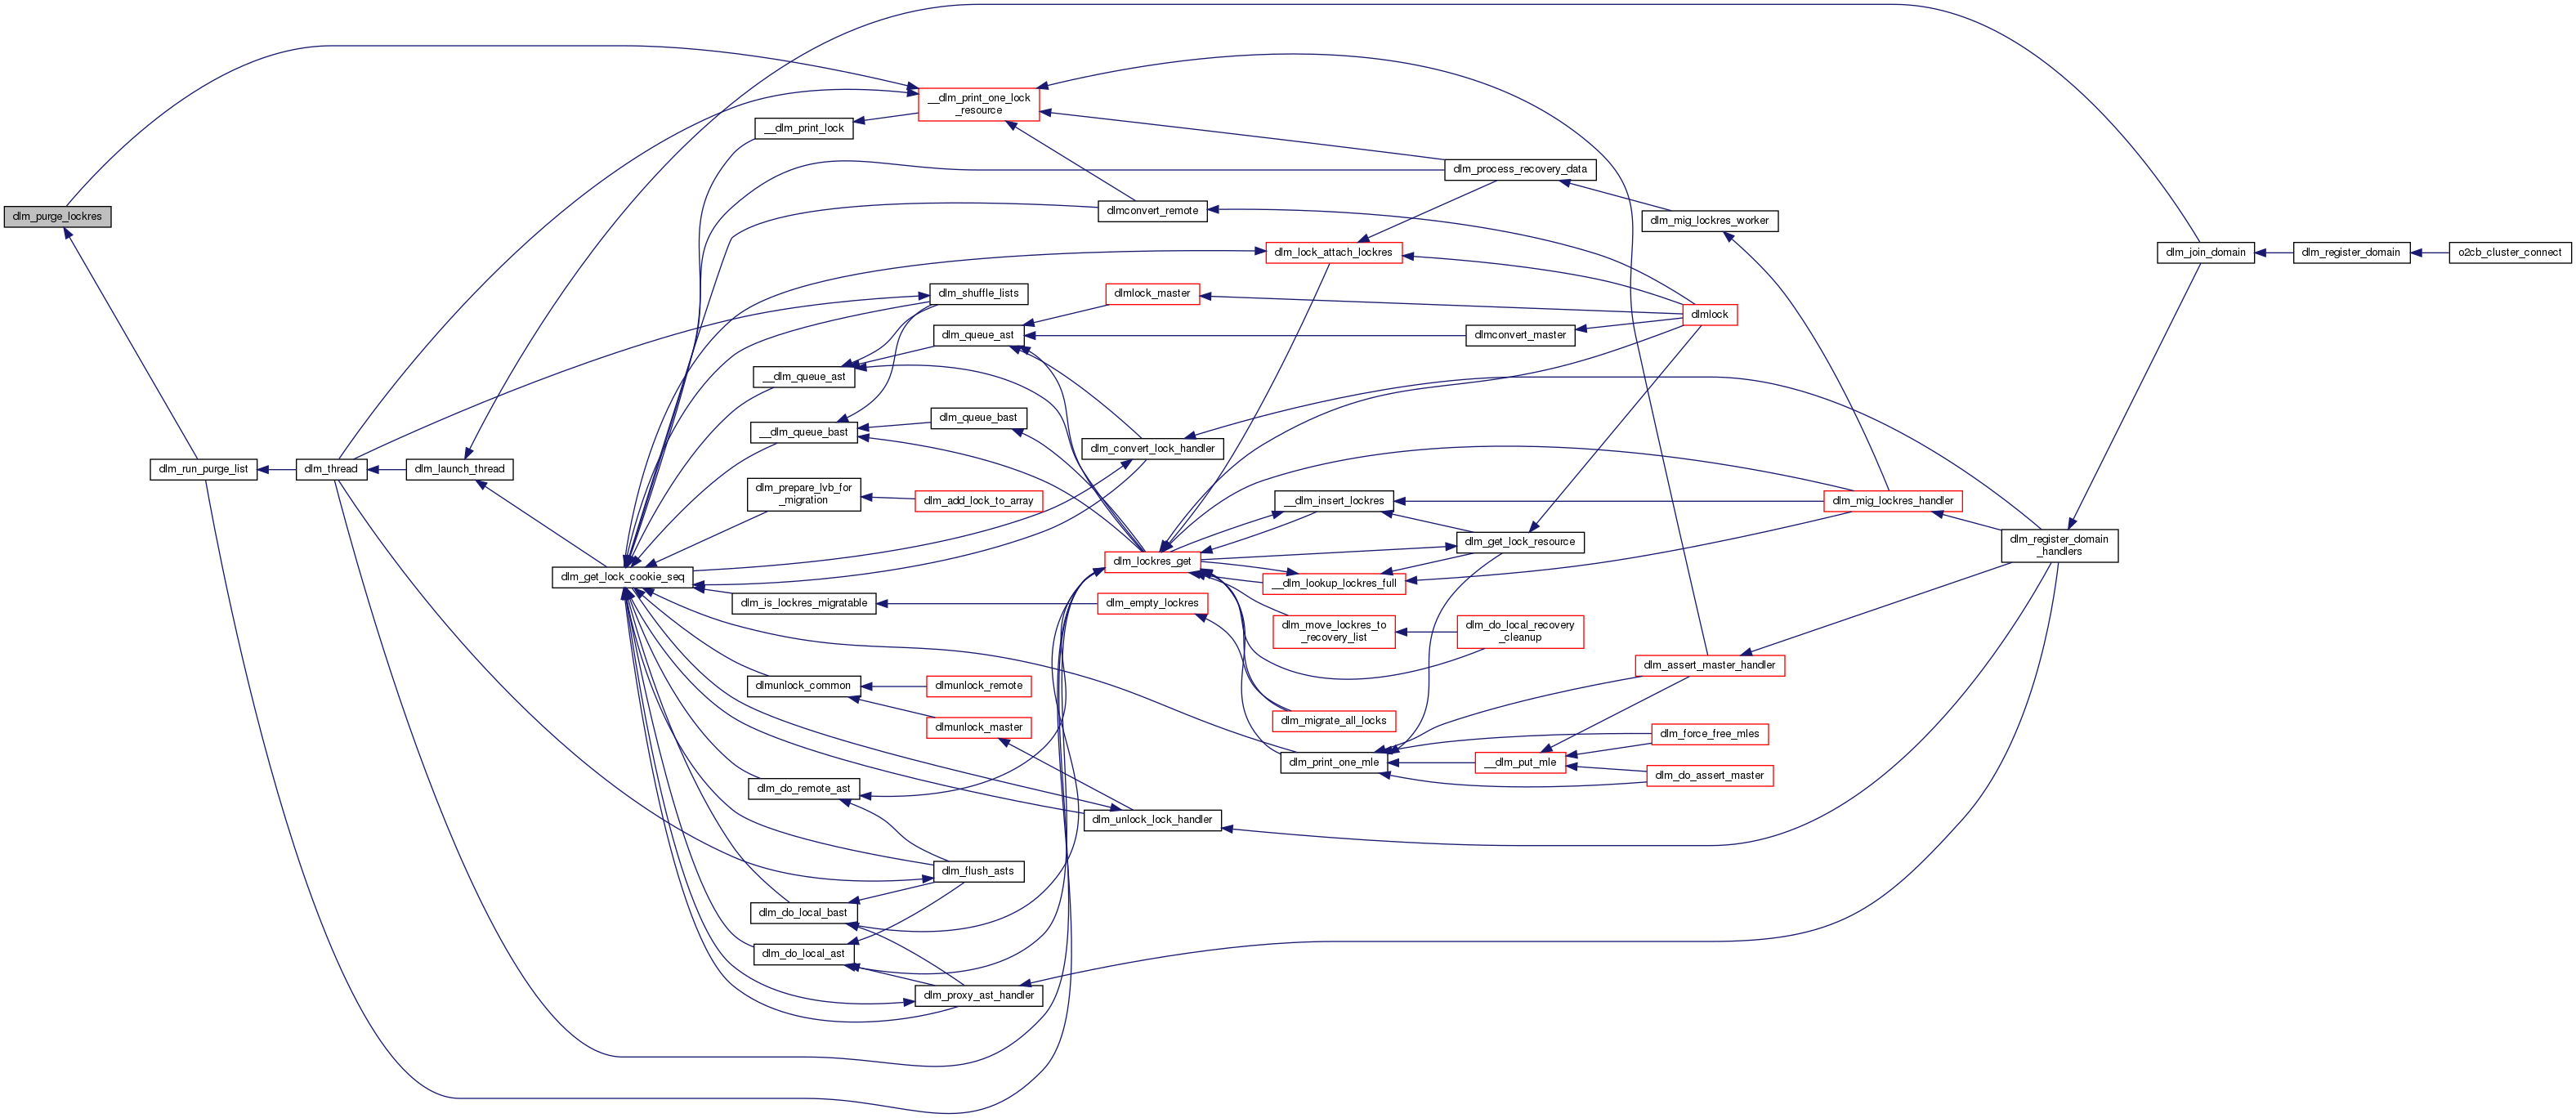 dlm_purge_lockres
dlm_run_purge_list
dlm_thread
dlm_launch_thread
dlm_get_lock_cookie_seq
__dlm_print_one_lock
_resource
__dlm_print_lock
dlm_shuffle_lists
dlm_queue_ast
__dlm_queue_ast
dlm_queue_bast
__dlm_queue_bast
dlm_prepare_lvb_for
_migration
dlm_add_lock_to_array
dlm_is_lockres_migratable
dlmunlock_common
dlmunlock_remote
dlmunlock_master
dlm_do_remote_ast
dlm_flush_asts
dlm_do_local_bast
dlm_do_local_ast
dlm_proxy_ast_handler
dlmconvert_remote
dlmlock_master
dlm_convert_lock_handler
dlm_lockres_get
dlm_empty_lockres
dlm_unlock_lock_handler
dlm_lock_attach_lockres
__dlm_insert_lockres
__dlm_lookup_lockres_full
dlm_move_lockres_to
_recovery_list
dlm_migrate_all_locks
dlm_print_one_mle
dlm_process_recovery_data
dlmconvert_master
dlm_get_lock_resource
dlm_do_local_recovery
_cleanup
__dlm_put_mle
dlm_mig_lockres_worker
dlmlock
dlm_assert_master_handler
dlm_force_free_mles
dlm_do_assert_master
dlm_mig_lockres_handler
dlm_register_domain
_handlers
dlm_join_domain
dlm_register_domain
o2cb_cluster_connect